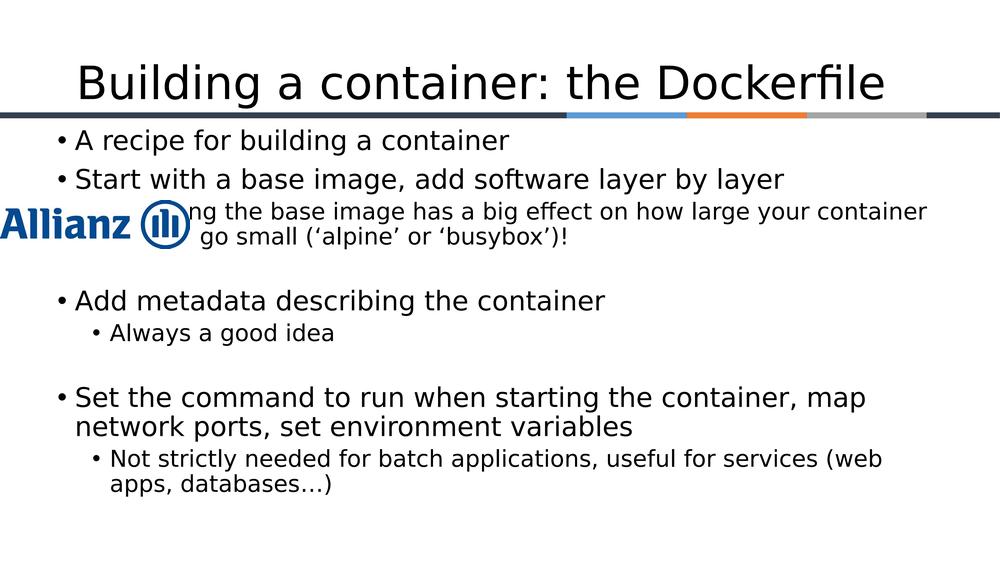 Building a container: the Dockerfile
• A recipe for building a container
• Start with a base image, add software layer by layer
Allianz
the base image has a big effect on how large your container
go small (‘alpine’ or ‘busybox’)!
• Add metadata describing the container
• Always a good idea
• Set the command to run when starting the container, map
network ports, set environment variables
• Not strictly needed for batch applications, useful for services (web
apps, databases…)